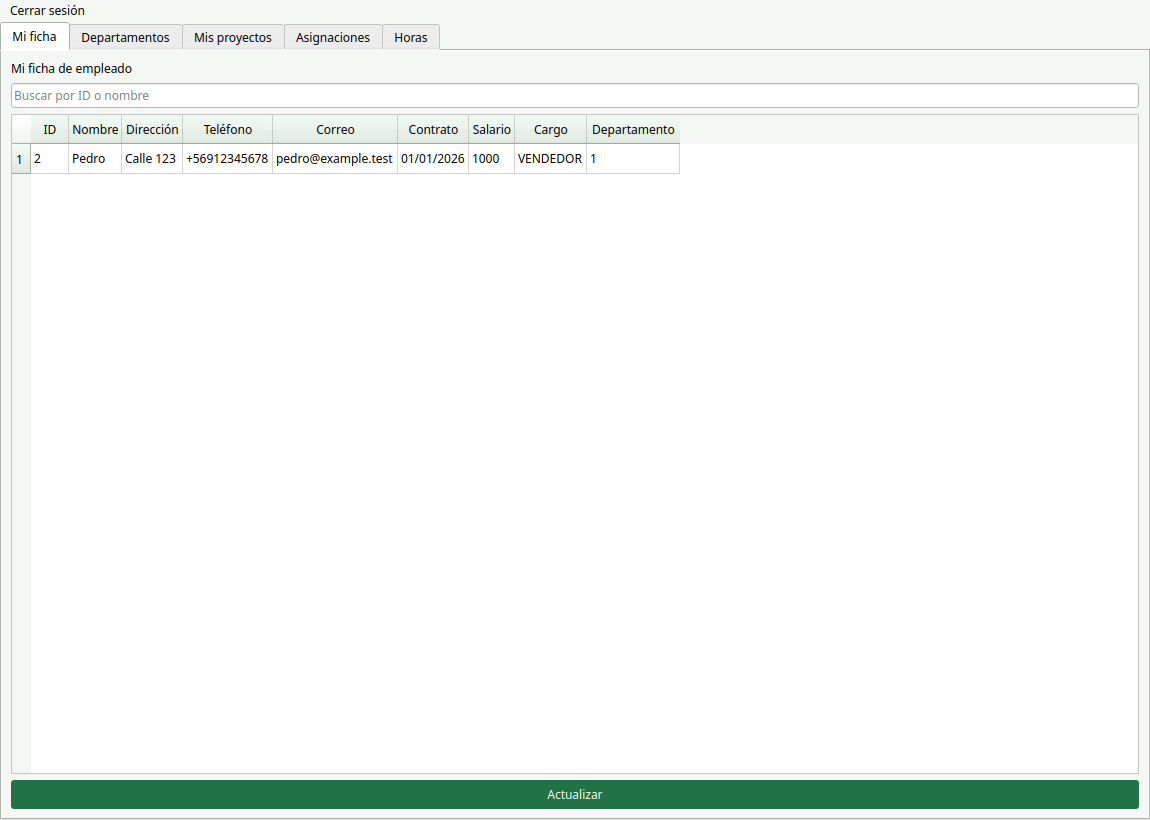 Cerrar sesión
Mi ficha Departamentos Mis proyectos Asignaciones Horas
Mi ficha de empleado
Buscar por ID o nombre
ID Nombre Dirección Teléfono Correo Contrato Salario Cargo Departamento
1 2 Pedro Calle 123 +56912345678 pedro@example.test 01/01/2026 1000 VENDEDOR 1
Actualizar